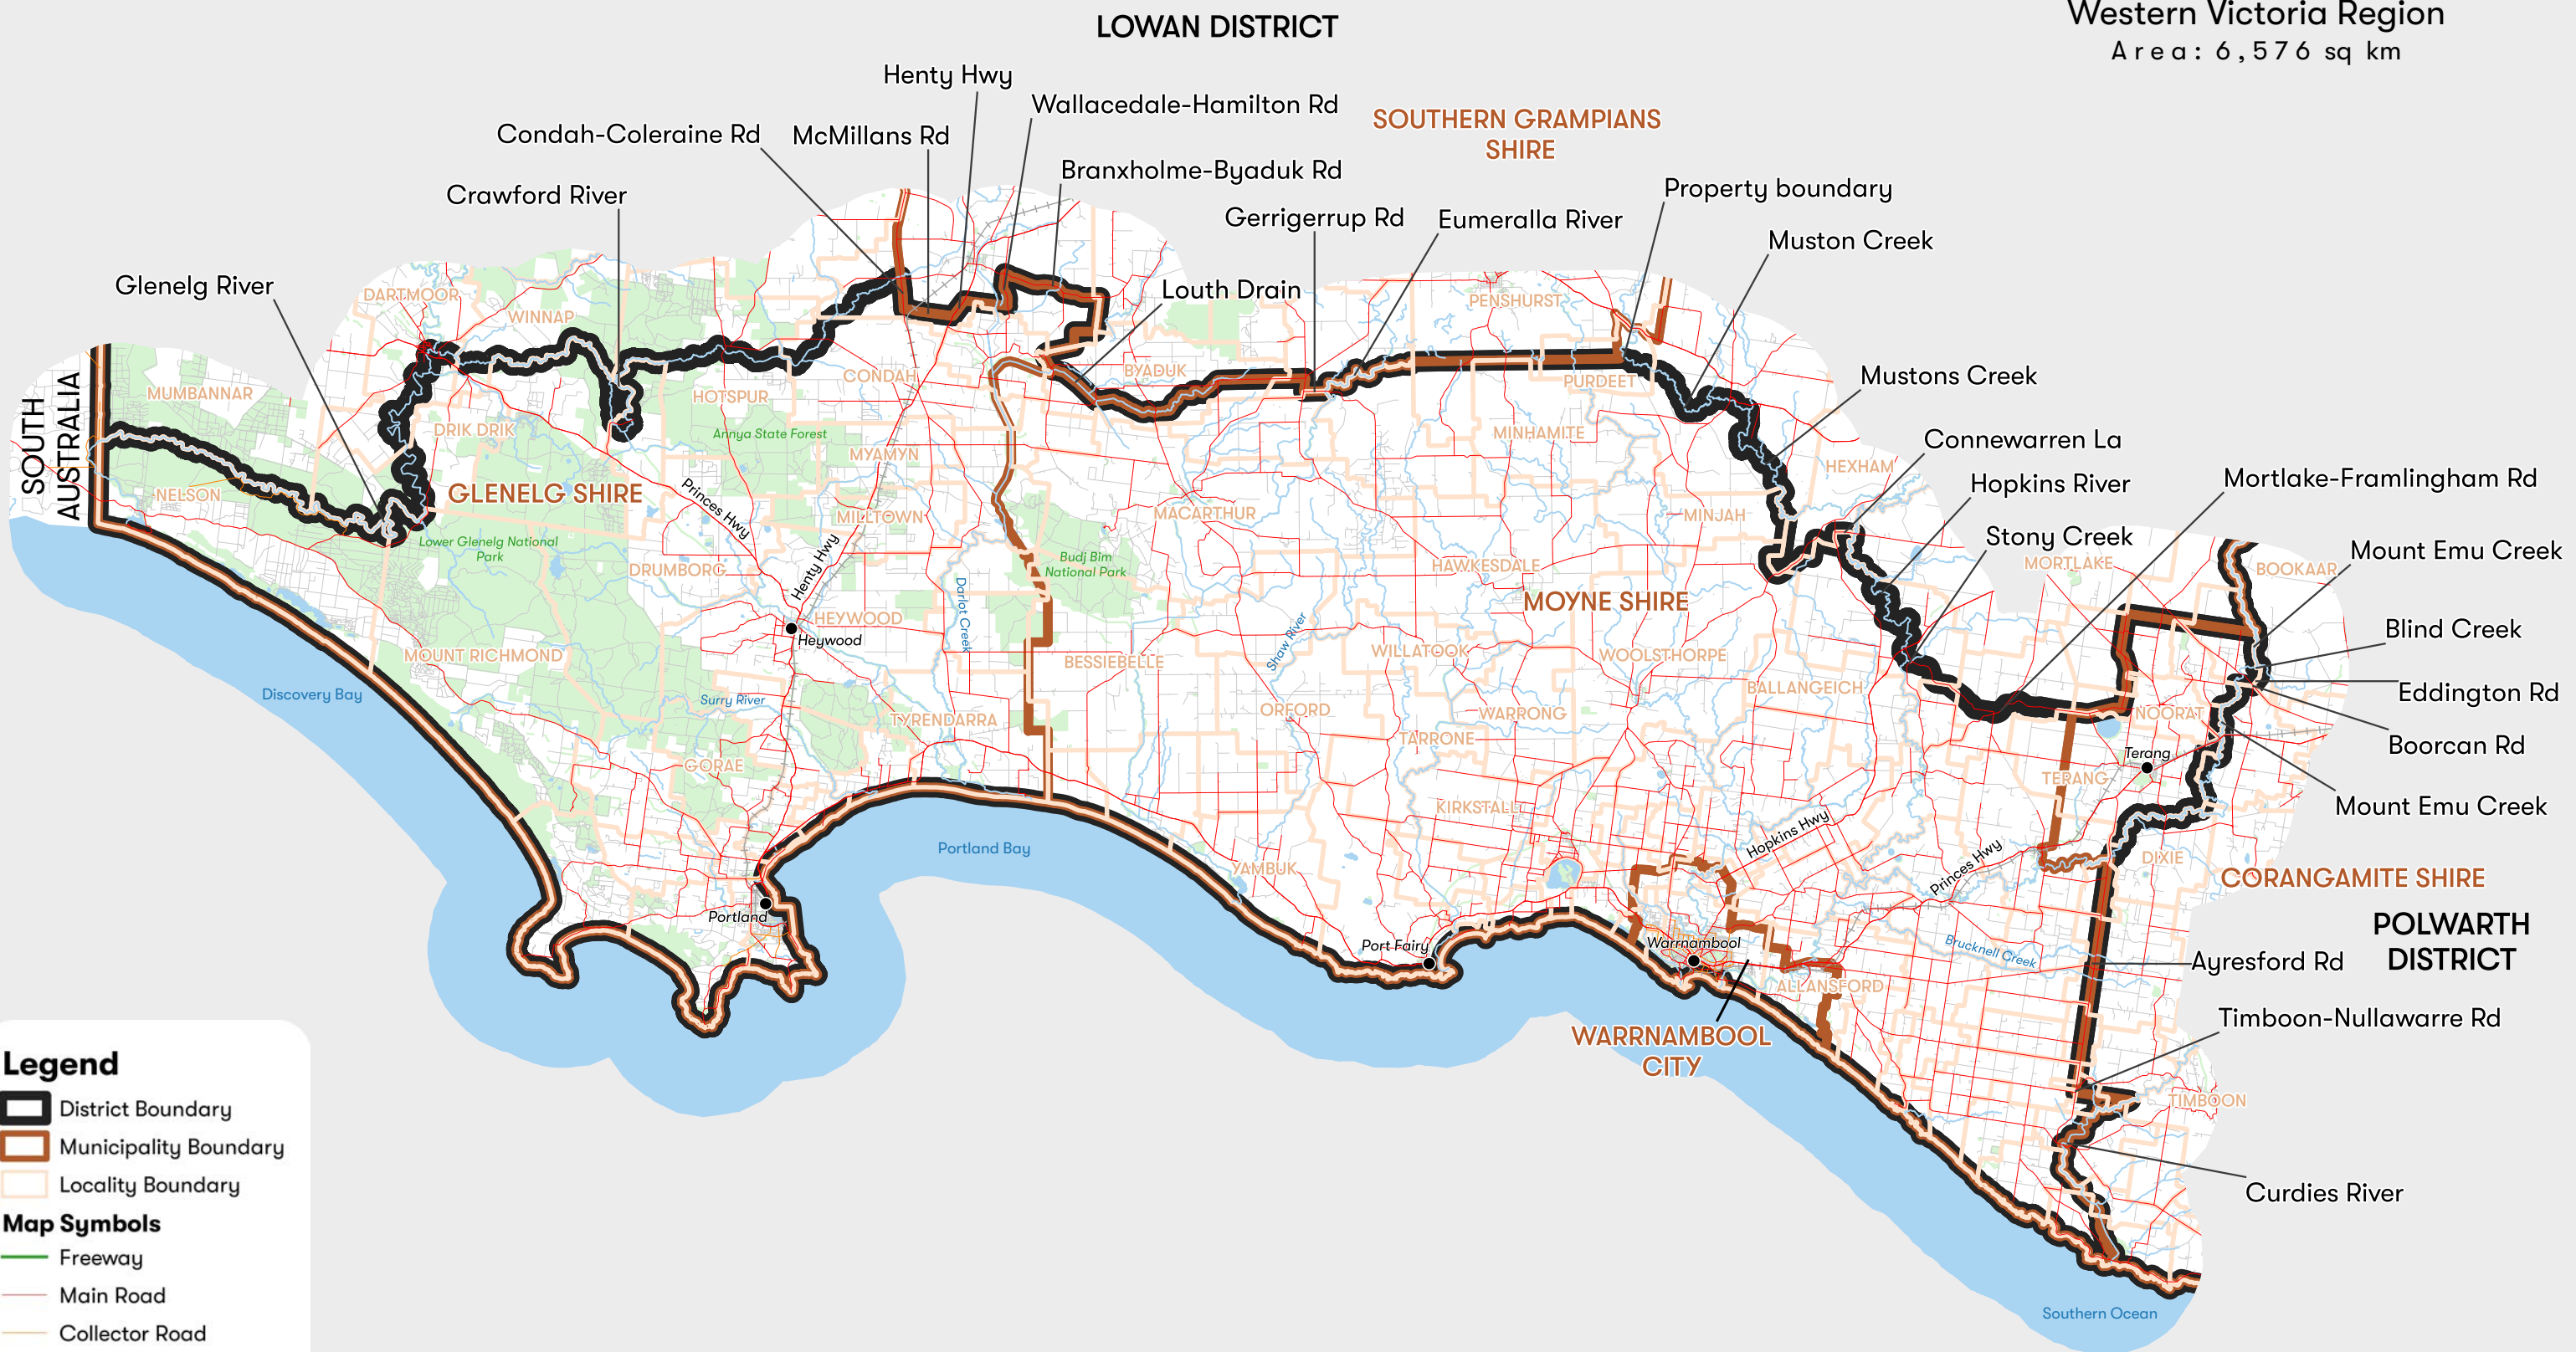 Western Victoria Region
Area: 6,576 sq km
LOWAN DISTRICT
Henty Hwy
Wallacedale-Hamilton Rd
Condah-Coleraine Rd
McMillans Rd
SOUTHERN GRAMPIANS
SHIRE
Branxholme-Byaduk Rd
Crawford River
Property boundary
Gerrigerrup Rd
Eumeralla River
Muston Creek
Glenelg River
Louth Drain
DARTMOOR
WINNAP
PENSHURST
Mustons Creek
SOUTH
AUSTRALIA
MUMBANNAR
HOTSPUR
CONDAH
BYADUK
PURDEET
Connewarren La
DRIK DRIK
Annya State Forest
MINHAMITE
MYAMYN
HEXHAM
Hopkins River
Mortlake-Framlingham Rd
NELSON
GLENELG SHIRE
Princes Hwy
MILLTOWN
MACARTHUR
MINJAH
Stony Creek
Lower Glenelg National
Park
Henty Hwy
Budj Bim
National Park
DRUMBORG
HAWKESDALE
MORTLAKE
BOOKAAR
Mount Emu Creek
MOYNE SHIRE
Darlot Creek
HEYWOOD
Heywood
Shaw River
Blind Creek
MOUNT RICHMOND
BESSIEBELLE
WILLATOOK
WOOLSTHORPE
Discovery Bay
Surry River
BALLANGEICH
Eddington Rd
TYRENDARRA
ORFORD
WARRONG
NOORAT
TARRONE
Boorcan Rd
Terang
GORAE
TERANG
KIRKSTALL
Mount Emu Creek
Hopkins Hwy
Portland Bay
YAMBUK
Princes Hwy
DIXIE
CORANGAMITE SHIRE
Portland
POLWARTH
DISTRICT
Port Fairy
Warrnambool
Brucknell Creek
Ayresford Rd
ALLANSFORD
WARRNAMBOOL
CITY
Timboon-Nullawarre Rd
TIMBOON
Curdies River
Southern Ocean
Legend
District Boundary
Municipality Boundary
Locality Boundary
Map Symbols
Freeway
Main Road
Collector Road